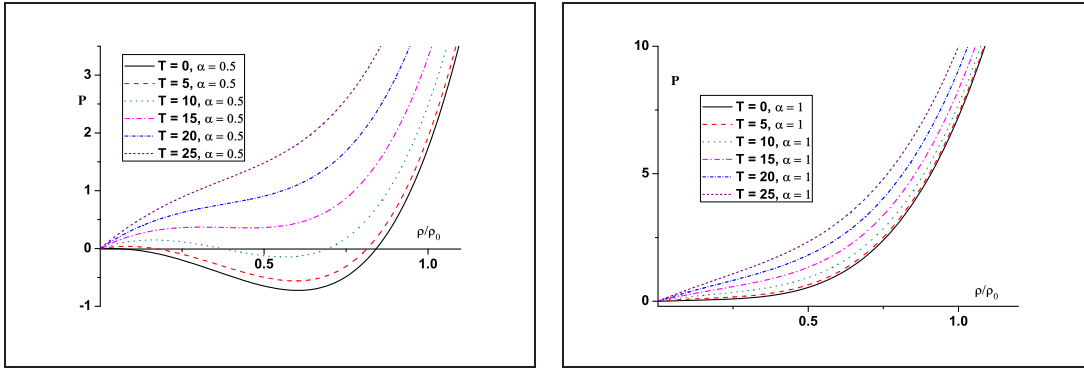 3
P
2
1
0
-1
0.5
1.0
ρ/ρ0
T = 0, α = 0.5
T = 5, α = 0.5
T = 10, α = 0.5
T = 15, α = 0.5
T = 20, α = 0.5
T = 25, α = 0.5
10
P
5
0
0.5
1.0
ρ/ρ0
T = 0, α = 1
T = 5, α = 1
T = 10, α = 1
T = 15, α = 1
T = 20, α = 1
T = 25, α = 1